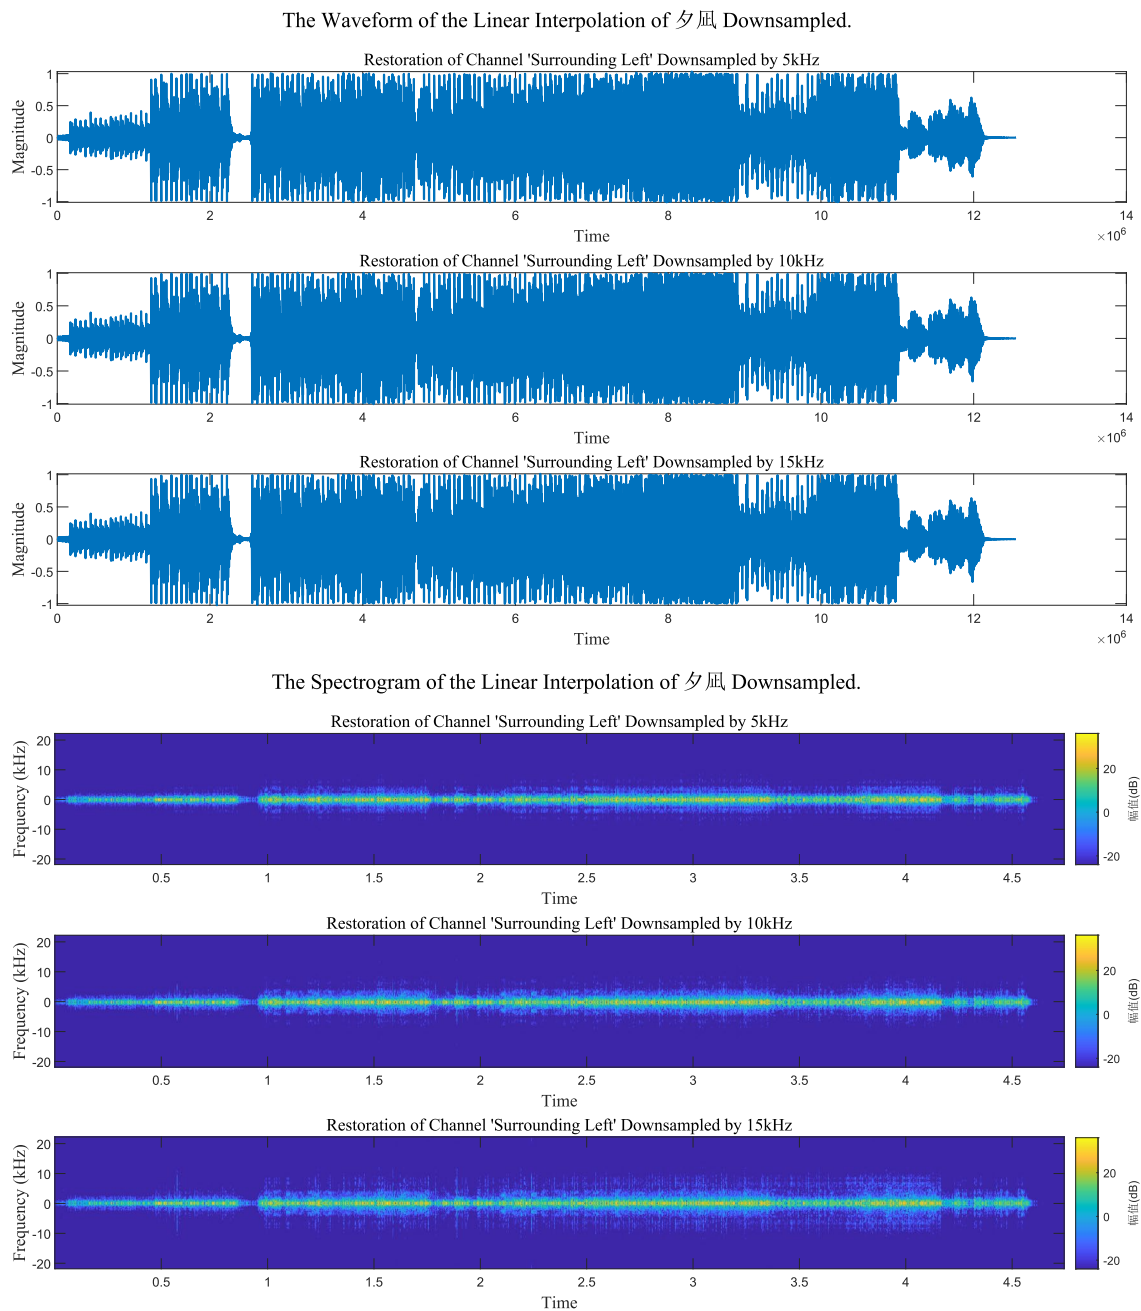 The Waveform of the Linear Interpolation of 夕凪 Downsampled.
Restoration of Channel 'Surrounding Left' Downsampled by 5kHz
Magnitude
1
0.5
0
-0.5
-1
0 2 4 6 8 10 12 14
Time
×10⁶
Restoration of Channel 'Surrounding Left' Downsampled by 10kHz
Magnitude
1
0.5
0
-0.5
-1
0 2 4 6 8 10 12 14
Time
×10⁶
Restoration of Channel 'Surrounding Left' Downsampled by 15kHz
Magnitude
1
0.5
0
-0.5
-1
0 2 4 6 8 10 12 14
Time
×10⁶
The Spectrogram of the Linear Interpolation of 夕凪 Downsampled.
Restoration of Channel 'Surrounding Left' Downsampled by 5kHz
Frequency (kHz)
20
10
0
-10
-20
0.5 1 1.5 2 2.5 3 3.5 4 4.5
Time
20
0
-20
幅值(dB)
Restoration of Channel 'Surrounding Left' Downsampled by 10kHz
Frequency (kHz)
20
10
0
-10
-20
0.5 1 1.5 2 2.5 3 3.5 4 4.5
Time
20
0
-20
幅值(dB)
Restoration of Channel 'Surrounding Left' Downsampled by 15kHz
Frequency (kHz)
20
10
0
-10
-20
0.5 1 1.5 2 2.5 3 3.5 4 4.5
Time
20
0
-20
幅值(dB)